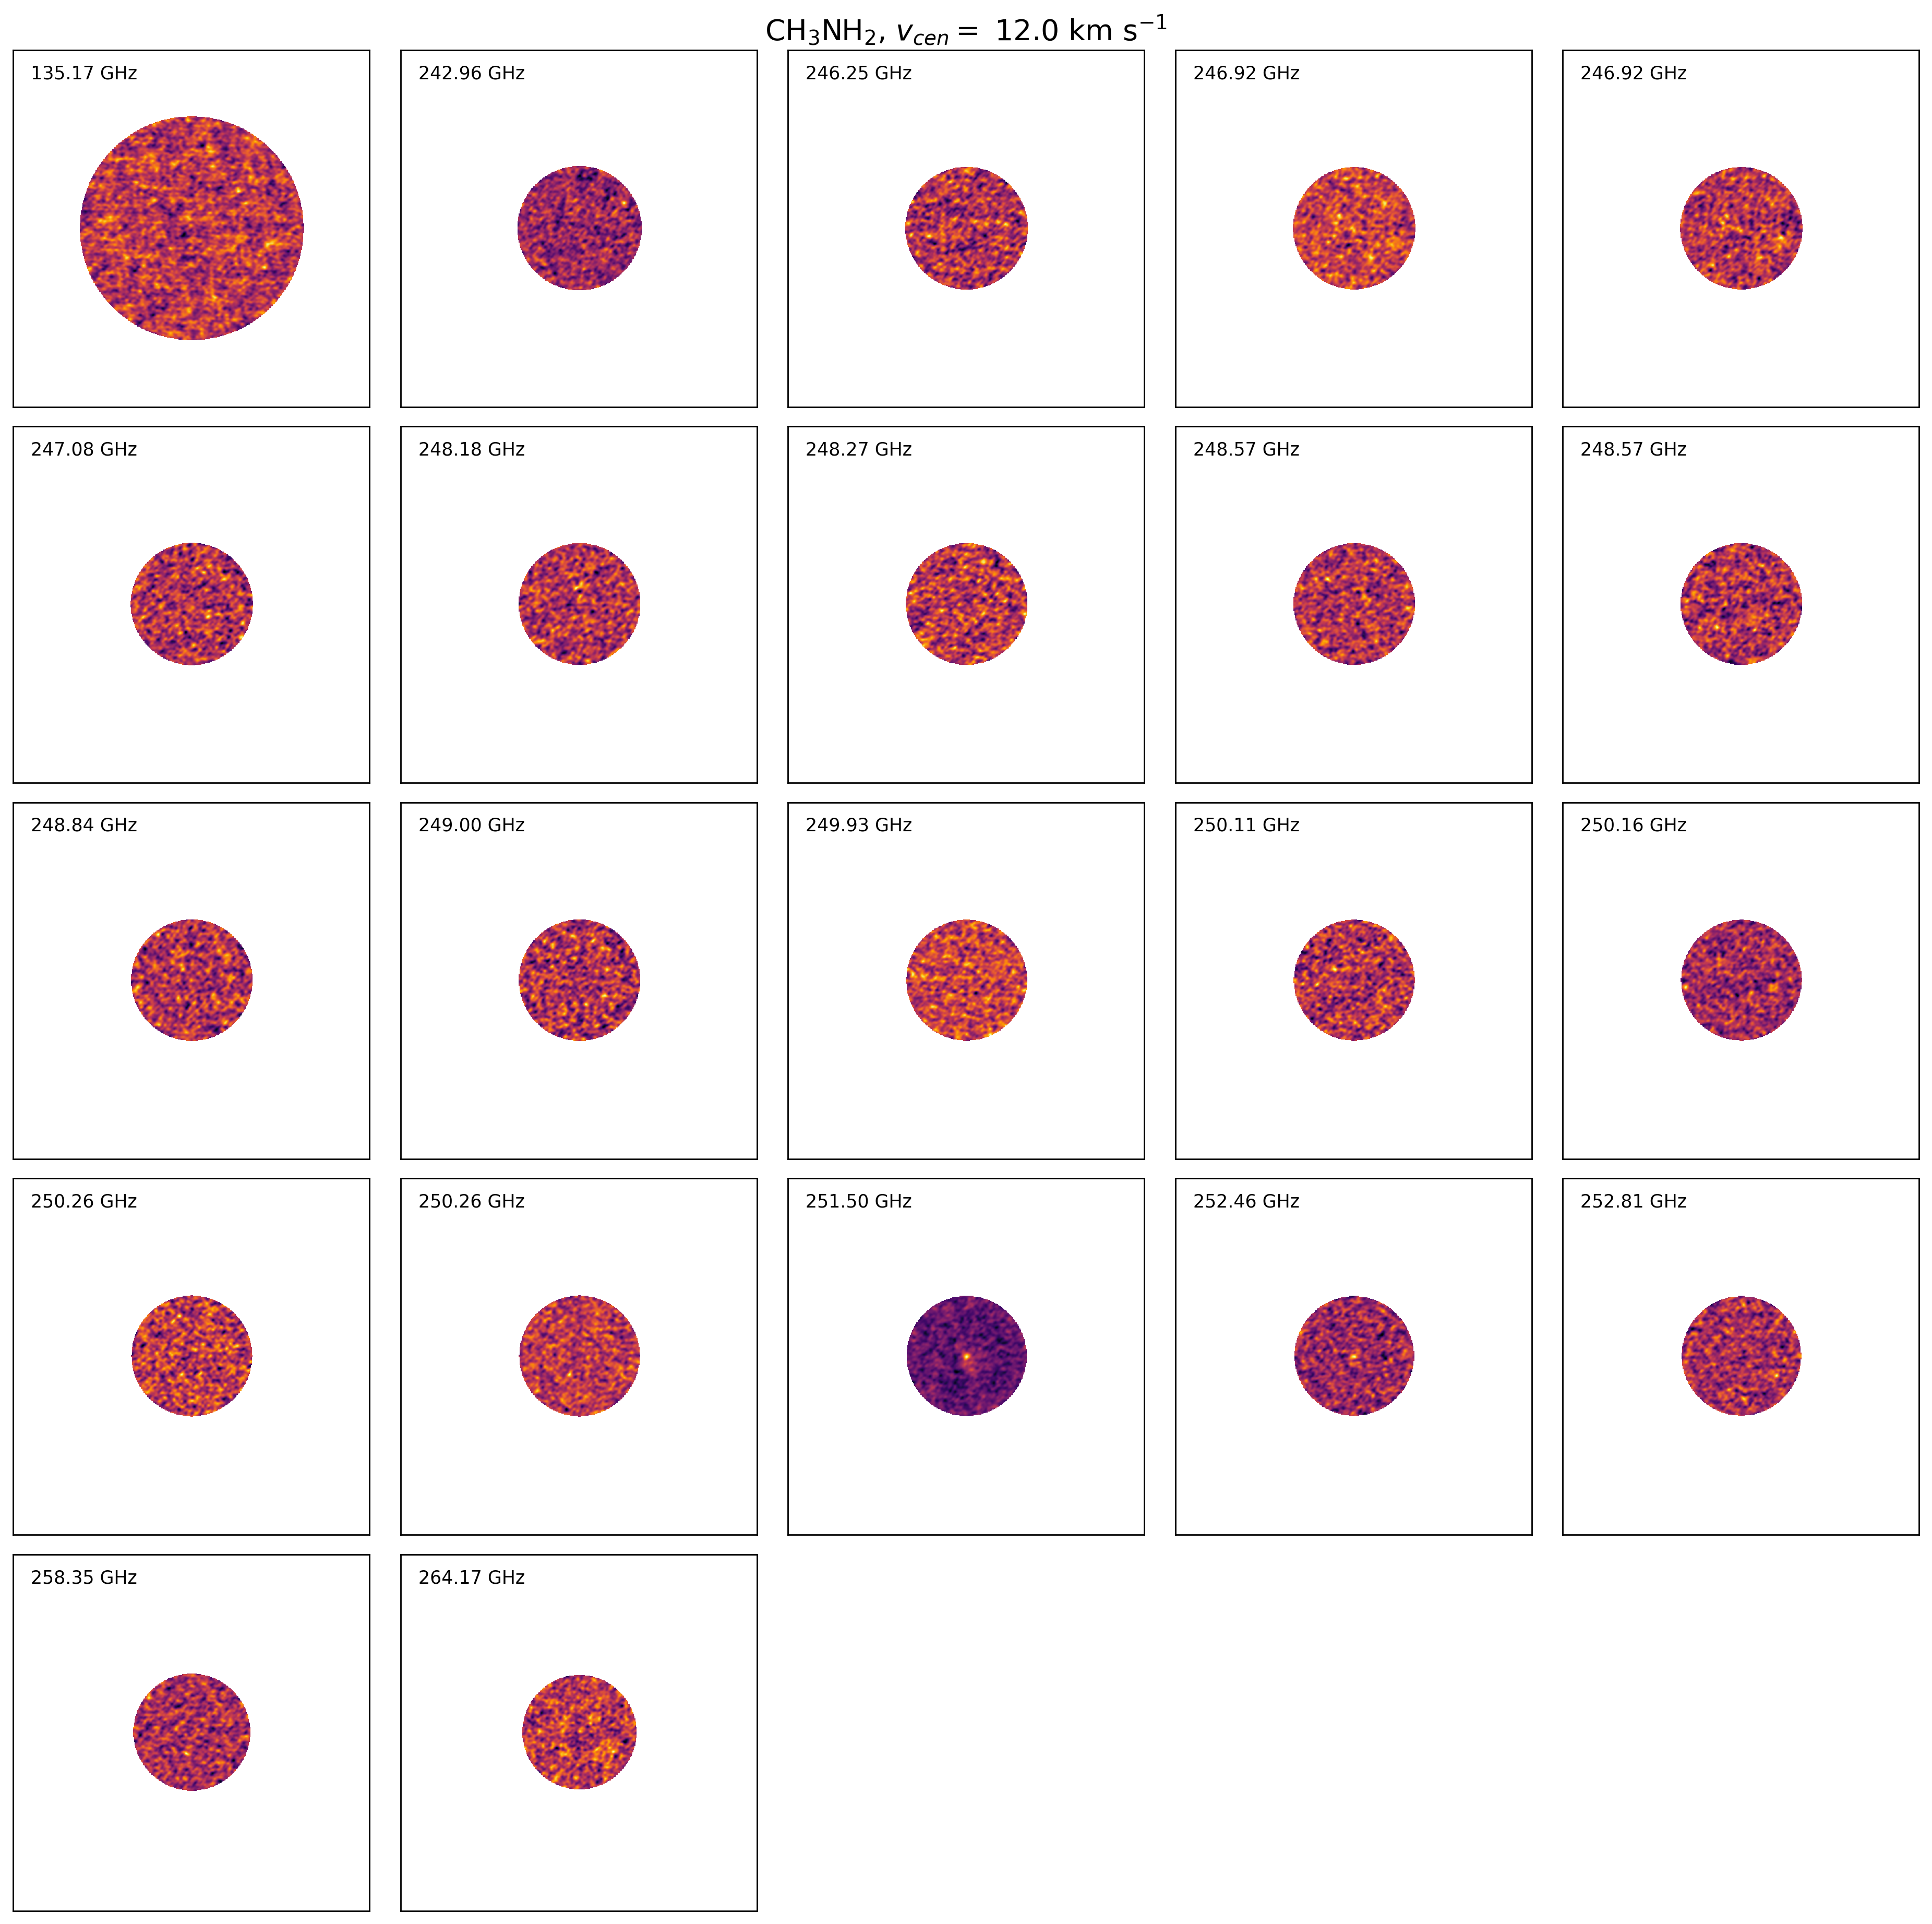 CH₃NH₂, v_cen = 12.0 km s⁻¹
135.17 GHz
242.96 GHz
246.25 GHz
246.92 GHz
246.92 GHz
247.08 GHz
248.18 GHz
248.27 GHz
248.57 GHz
248.57 GHz
248.84 GHz
249.00 GHz
249.93 GHz
250.11 GHz
250.16 GHz
250.26 GHz
250.26 GHz
251.50 GHz
252.46 GHz
252.81 GHz
258.35 GHz
264.17 GHz